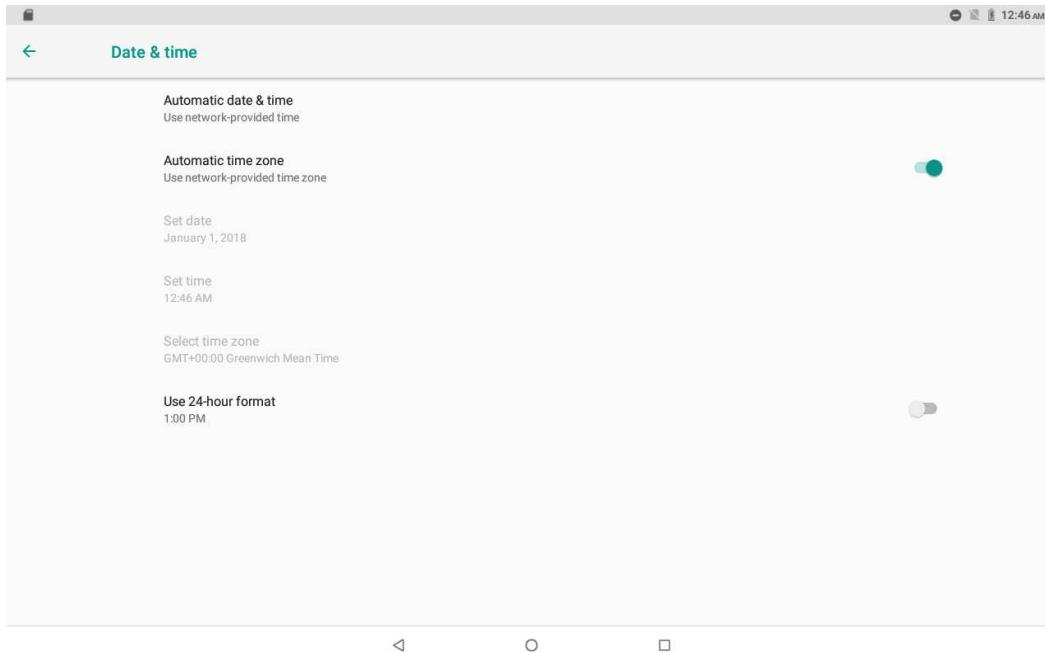 12:46 AM
Date & time
Automatic date & time
Use network-provided time
Automatic time zone
Use network-provided time zone
Set date
January 1, 2018
Set time
12:46 AM
Select time zone
GMT+00:00 Greenwich Mean Time
Use 24-hour format
1:00 PM